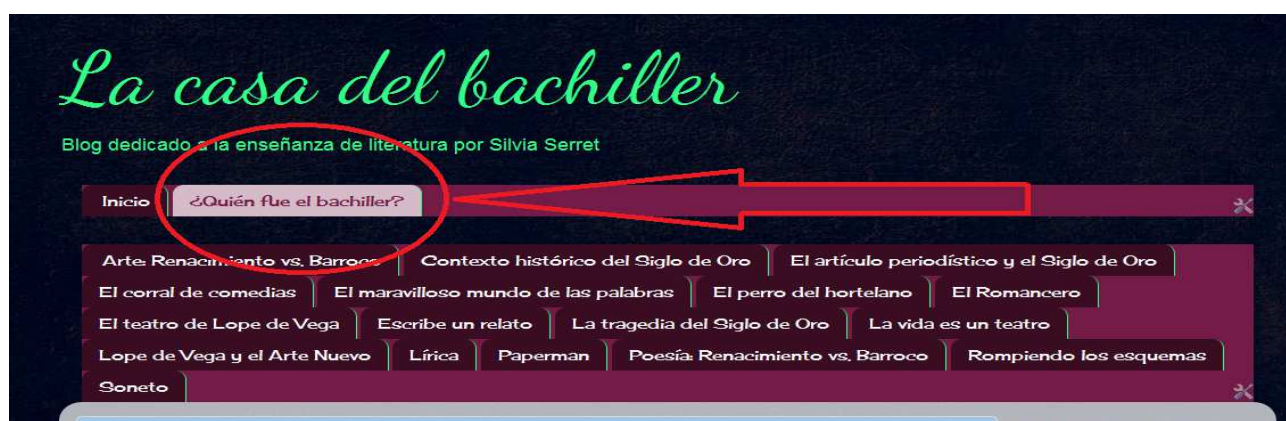 La casa del bachiller
Blog dedicado a la enseñanza de literatura por Silvia Serret
Inicio ¿Quién fue el bachiller?
Arte: Renacimiento vs. Barroco Contexto histórico del Siglo de Oro El artículo periodístico y el Siglo de Oro
El corral de comedias El maravilloso mundo de las palabras El perro del hortelano El Romancero
El teatro de Lope de Vega Escribe un relato La tragedia del Siglo de Oro La vida es un teatro
Lope de Vega y el Arte Nuevo Lírica Paperman Poesía: Renacimiento vs. Barroco Rompiendo los esquemas
Soneto